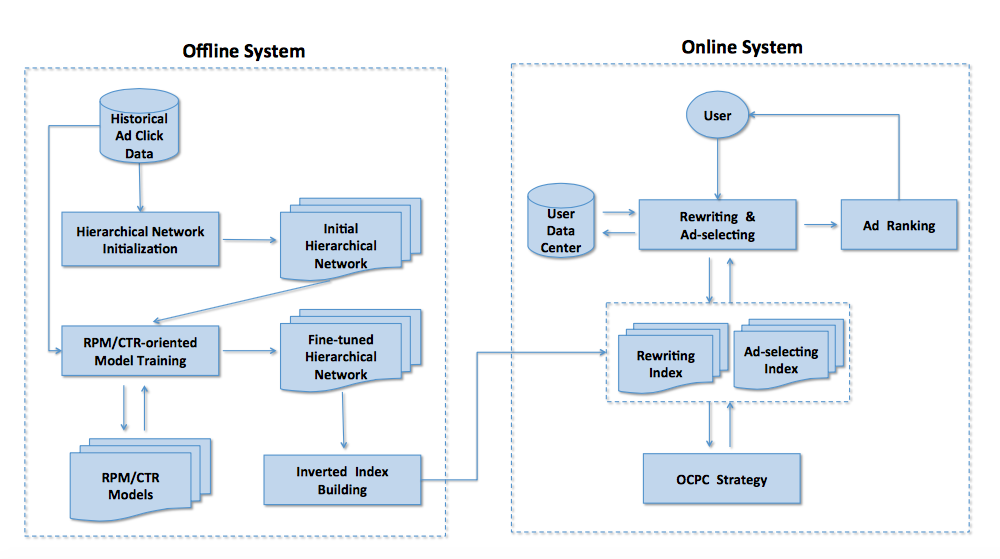 Offline System
Historical
Ad Click
Data
Hierarchical Network
Initialization
Initial
Hierarchical
Network
RPM/CTR-oriented
Model Training
Fine-tuned
Hierarchical
Network
RPM/CTR
Models
Inverted Index
Building
Online System
User
User
Data
Center
Rewriting &
Ad-selecting
Ad Ranking
Rewriting
Index
Ad-selecting
Index
OCPC Strategy